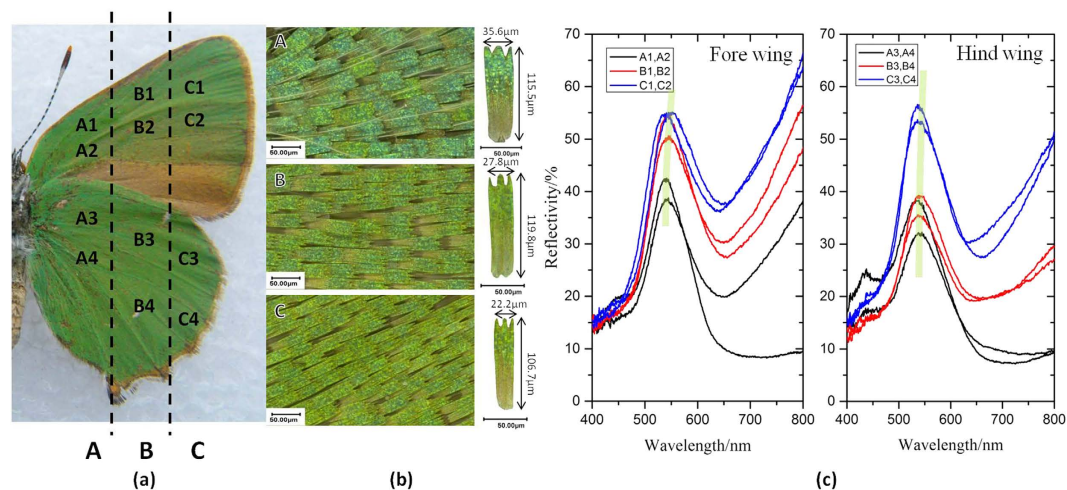 B1
C1
B2
C2
A1
A2
A3
B3
C3
A4
B4
C4
A B C
(a)
A
50.00μm
35.6μm
115.5μm
50.00μm
B
50.00μm
27.8μm
119.8μm
50.00μm
C
50.00μm
22.2μm
106.7μm
50.00μm
(b)
Fore wing
A1,A2
B1,B2
C1,C2
Reflectivity/%
70
60
50
40
30
20
10
0
400 500 600 700 800
Wavelength/nm
Hind wing
A3,A4
B3,B4
C3,C4
70
60
50
40
30
20
10
0
400 500 600 700 800
Wavelength/nm
(c)